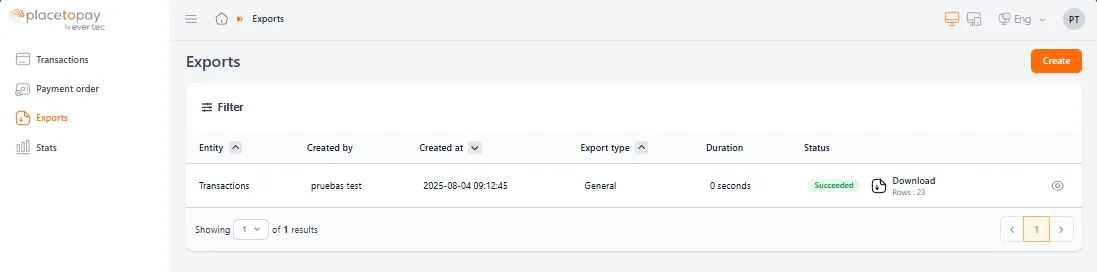 placetopay
by evertec
Exports
Eng
PT
Transactions
Payment order
Exports
Stats
Exports
Create
Filter
Entity Created by Created at Export type Duration Status
Transactions pruebas test 2025-08-04 09:12:45 General 0 seconds Succeeded Download
Rows : 23
Showing 1 of 1 results
1